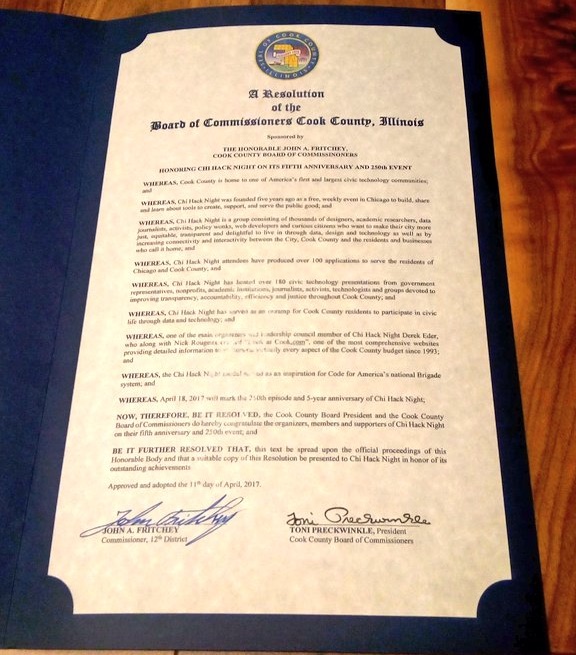 SEAL OF COOK COUNTY
ILLINOIS
A Resolution
of the
Board of Commissioners Cook County, Illinois
Sponsored by
THE HONORABLE JOHN A. FRITCHEY,
COOK COUNTY BOARD OF COMMISSIONERS
HONORING CHI HACK NIGHT ON ITS FIFTH ANNIVERSARY AND 250th EVENT
WHEREAS, Cook County is home to one of America's first and largest civic technology communities;
and
WHEREAS, Chi Hack Night was founded five years ago as a free, weekly event in Chicago to build, share
and learn about tools to create, support, and serve the public good; and
WHEREAS, Chi Hack Night is a group consisting of thousands of designers, academic researchers, data
journalists, activists, policy wonks, web developers and curious citizens who want to make their city more
just, equitable, transparent and delightful to live in through data, design and technology as well as by
increasing connectivity and interactivity between the City, Cook County and the residents and businesses
who call it home; and
WHEREAS, Chi Hack Night attendees have produced over 100 applications to serve the residents of
Chicago and Cook County; and
WHEREAS, Chi Hack Night has hosted over 180 civic technology presentations from government
representatives, nonprofits, academic institutions, journalists, activists, technologists and groups devoted to
improving transparency, accountability, efficiency and justice throughout Cook County; and
WHEREAS, Chi Hack Night has served as an onramp for Cook County residents to participate in civic
life through data and technology; and
WHEREAS, one of the main organizers and leadership council member of Chi Hack Night Derek Eder,
who along with Nick Rougeux "Look at Cook.com", one of the most comprehensive websites
providing detailed information virtually every aspect of the Cook County budget since 1993;
and
WHEREAS, the Chi Hack Night model as an inspiration for Code for America's national Brigade
system; and
WHEREAS, April 18, 2017 will mark the 250th episode and 5-year anniversary of Chi Hack Night;
NOW, THEREFORE, BE IT RESOLVED, the Cook County Board President and the Cook County
Board of Commissioners do hereby congratulate the organizers, members and supporters of Chi Hack Night
on their fifth anniversary and 250th event, and
BE IT FURTHER RESOLVED THAT, this text be spread upon the official proceedings of this
Honorable Body and that a suitable copy of this Resolution be presented to Chi Hack Night in honor of its
outstanding achievements
Approved and adopted the 11th day of April, 2017.
John Fritchey
Toni Preckwinkle
JOHN A. FRITCHEY
Commissioner, 12th District
TONI PRECKWINKLE, President
Cook County Board of Commissioners